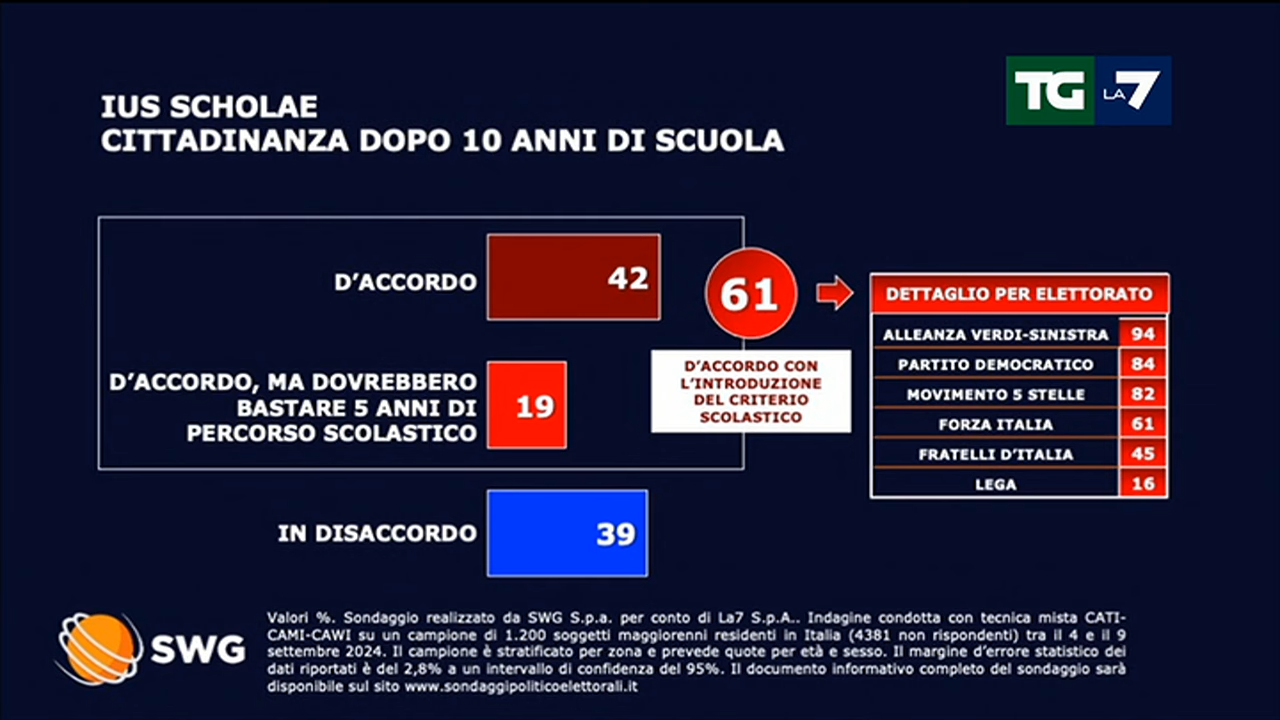 TG LA7
IUS SCHOLAE
CITTADINANZA DOPO 10 ANNI DI SCUOLA
D'ACCORDO
42
D'ACCORDO, MA DOVREBBERO
BASTARE 5 ANNI DI
PERCORSO SCOLASTICO
19
IN DISACCORDO
39
61
D'ACCORDO CON
L'INTRODUZIONE
DEL CRITERIO
SCOLASTICO
DETTAGLIO PER ELETTORATO
ALLEANZA VERDI-SINISTRA 94
PARTITO DEMOCRATICO 84
MOVIMENTO 5 STELLE 82
FORZA ITALIA 61
FRATELLI D'ITALIA 45
LEGA 16
SWG
Valori %. Sondaggio realizzato da SWG S.p.a. per conto di La7 S.p.A.. Indagine condotta con tecnica mista CATI-
CAMI-CAWI su un campione di 1.200 soggetti maggiorenni residenti in Italia (4381 non rispondenti) tra il 4 e il 9
settembre 2024. Il campione è stratificato per zona e prevede quote per età e sesso. Il margine d'errore statistico dei
dati riportati è del 2,8% a un intervallo di confidenza del 95%. Il documento informativo completo del sondaggio sarà
disponibile sul sito www.sondaggipoliticoelettorali.it